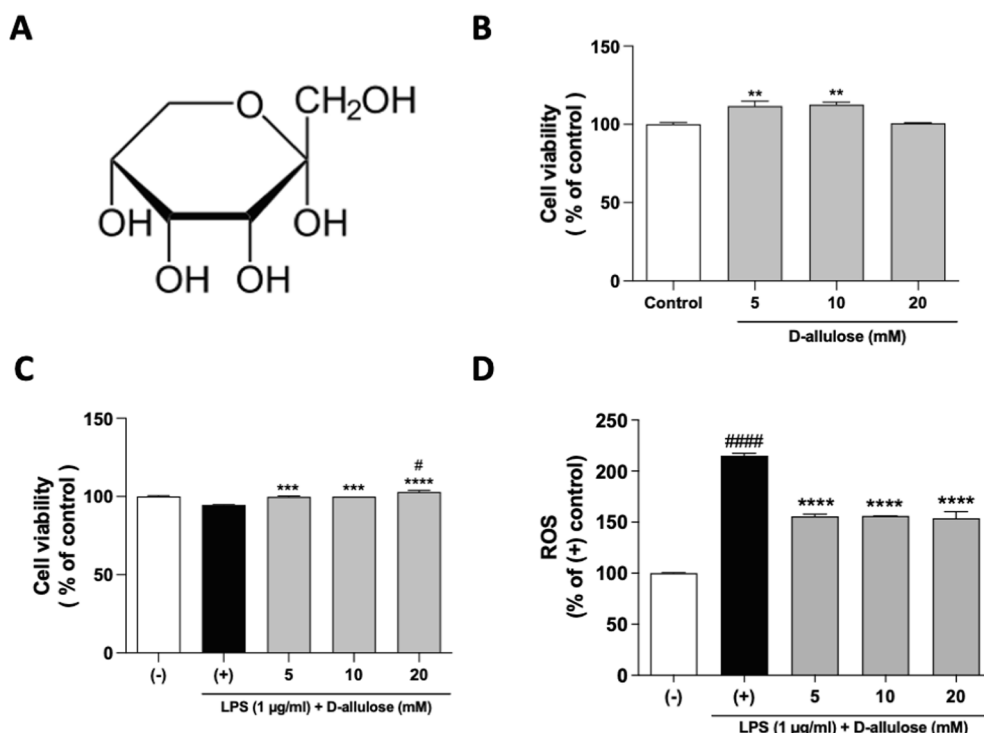 A
O
CH2OH
OH
OH
OH OH
B
Cell viability
( % of control )
150
100
50
0
**
**
Control 5 10 20
D-allulose (mM)
C
Cell viability
( % of control )
150
100
50
0
***
***
#
****
(-) (+) 5 10 20
LPS (1 µg/ml) + D-allulose (mM)
D
ROS
(% of (+) control)
250
200
150
100
50
0
####
****
****
****
(-) (+) 5 10 20
LPS (1 µg/ml) + D-allulose (mM)